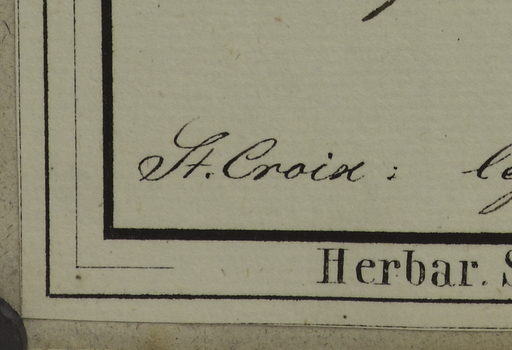 St. Croix :
Herbar.